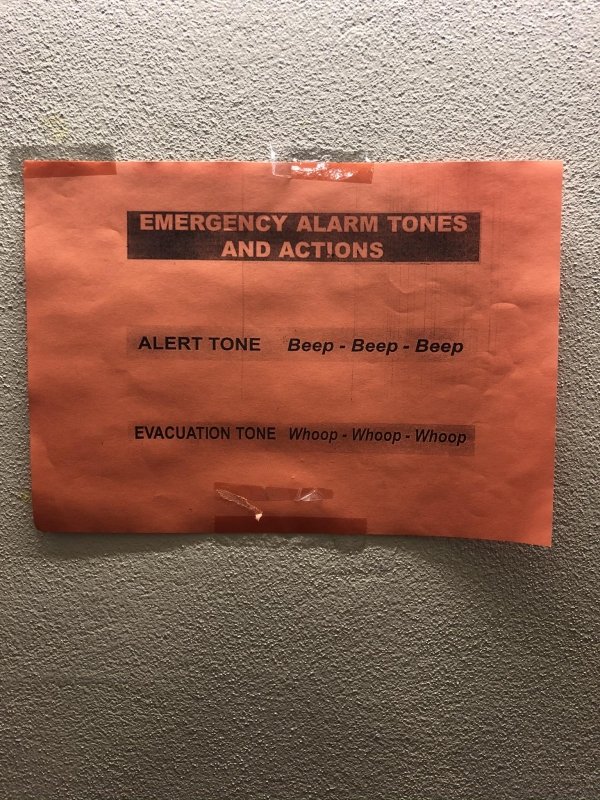 EMERGENCY ALARM TONES
AND ACTIONS
ALERT TONE Beep - Beep - Beep
EVACUATION TONE Whoop - Whoop - Whoop